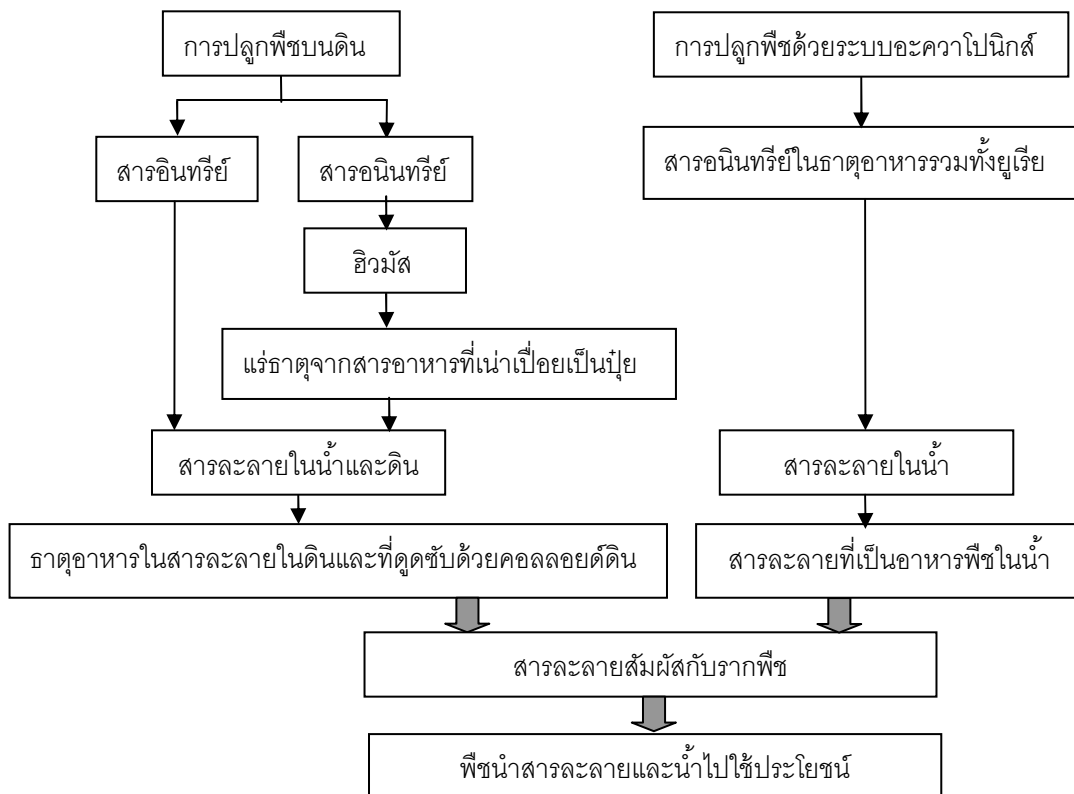 การปลูกพืชบนดิน
การปลูกพืชด้วยระบบอะควาโปนิกส์
สารอินทรีย์
สารอนินทรีย์
สารอนินทรีย์ในธาตุอาหารรวมทั้งยูเรีย
ฮิวมัส
แร่ธาตุจากสารอาหารที่เน่าเปื่อยเป็นปุ๋ย
สารละลายในน้ำและดิน
สารละลายในน้ำ
ธาตุอาหารในสารละลายในดินและที่ดูดซับด้วยคอลลอยด์ดิน
สารละลายที่เป็นอาหารพืชในน้ำ
สารละลายสัมผัสกับรากพืช
พืชนำสารละลายและน้ำไปใช้ประโยชน์